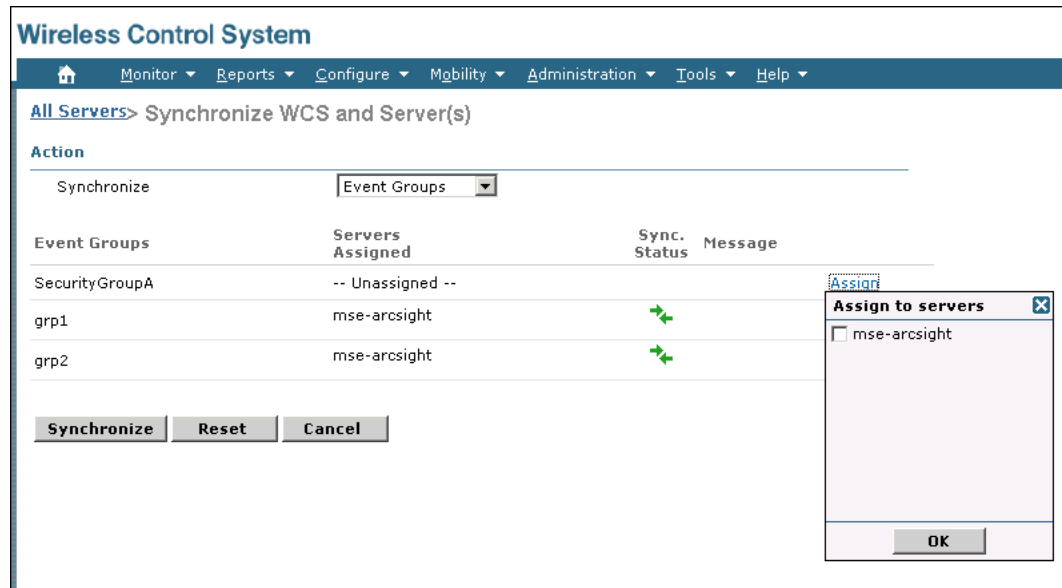 Wireless Control System
Monitor Reports Configure Mobility Administration Tools Help
All Servers> Synchronize WCS and Server(s)
Action
Synchronize Event Groups
Event Groups Servers Assigned Sync. Status Message
SecurityGroupA -- Unassigned -- Assign
grp1 mse-arcsight
grp2 mse-arcsight
Assign to servers
mse-arcsight
OK
Synchronize Reset Cancel